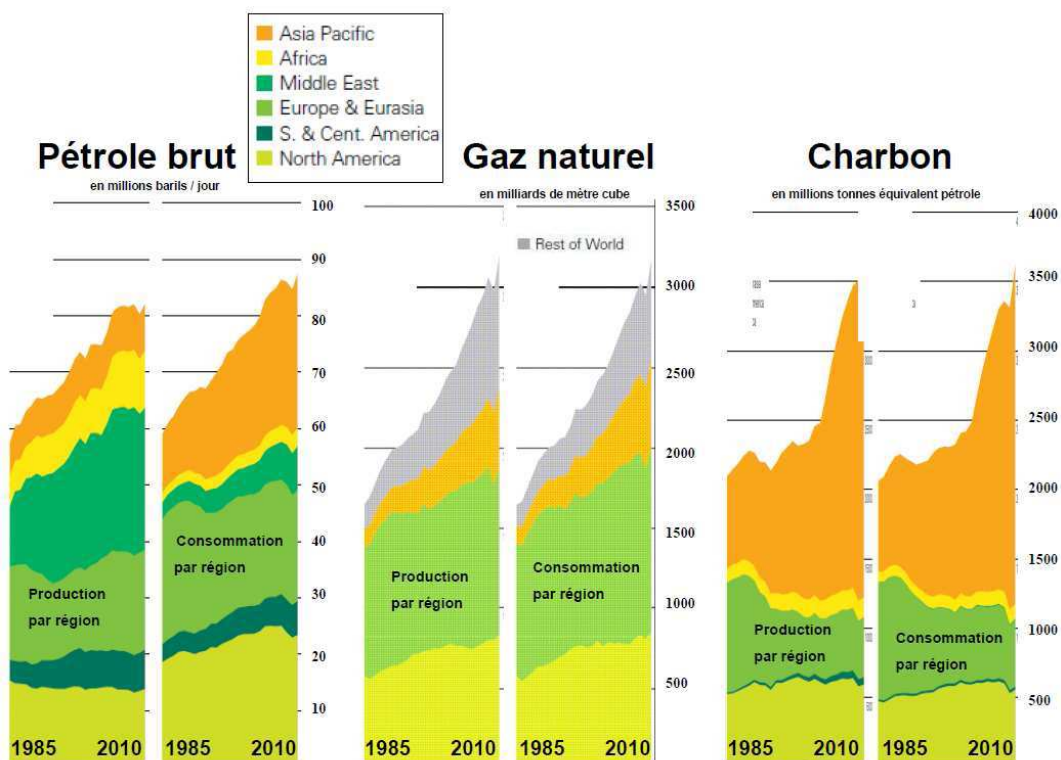 Asia Pacific
Africa
Middle East
Europe & Eurasia
S. & Cent. America
North America
Pétrole brut
en millions barils / jour
100
90
80
70
60
50
40
30
20
10
Production
par région
Consommation
par région
1985 2010
1985 2010
Gaz naturel
en milliards de mètre cube
Rest of World
3500
3000
2500
2000
1500
1000
500
Production
par région
Consommation
par région
1985 2010
1985 2010
Charbon
en millions tonnes équivalent pétrole
4000
3500
3000
2500
2000
1500
1000
500
Production
par région
Consommation
par région
1985 2010
1985 2010